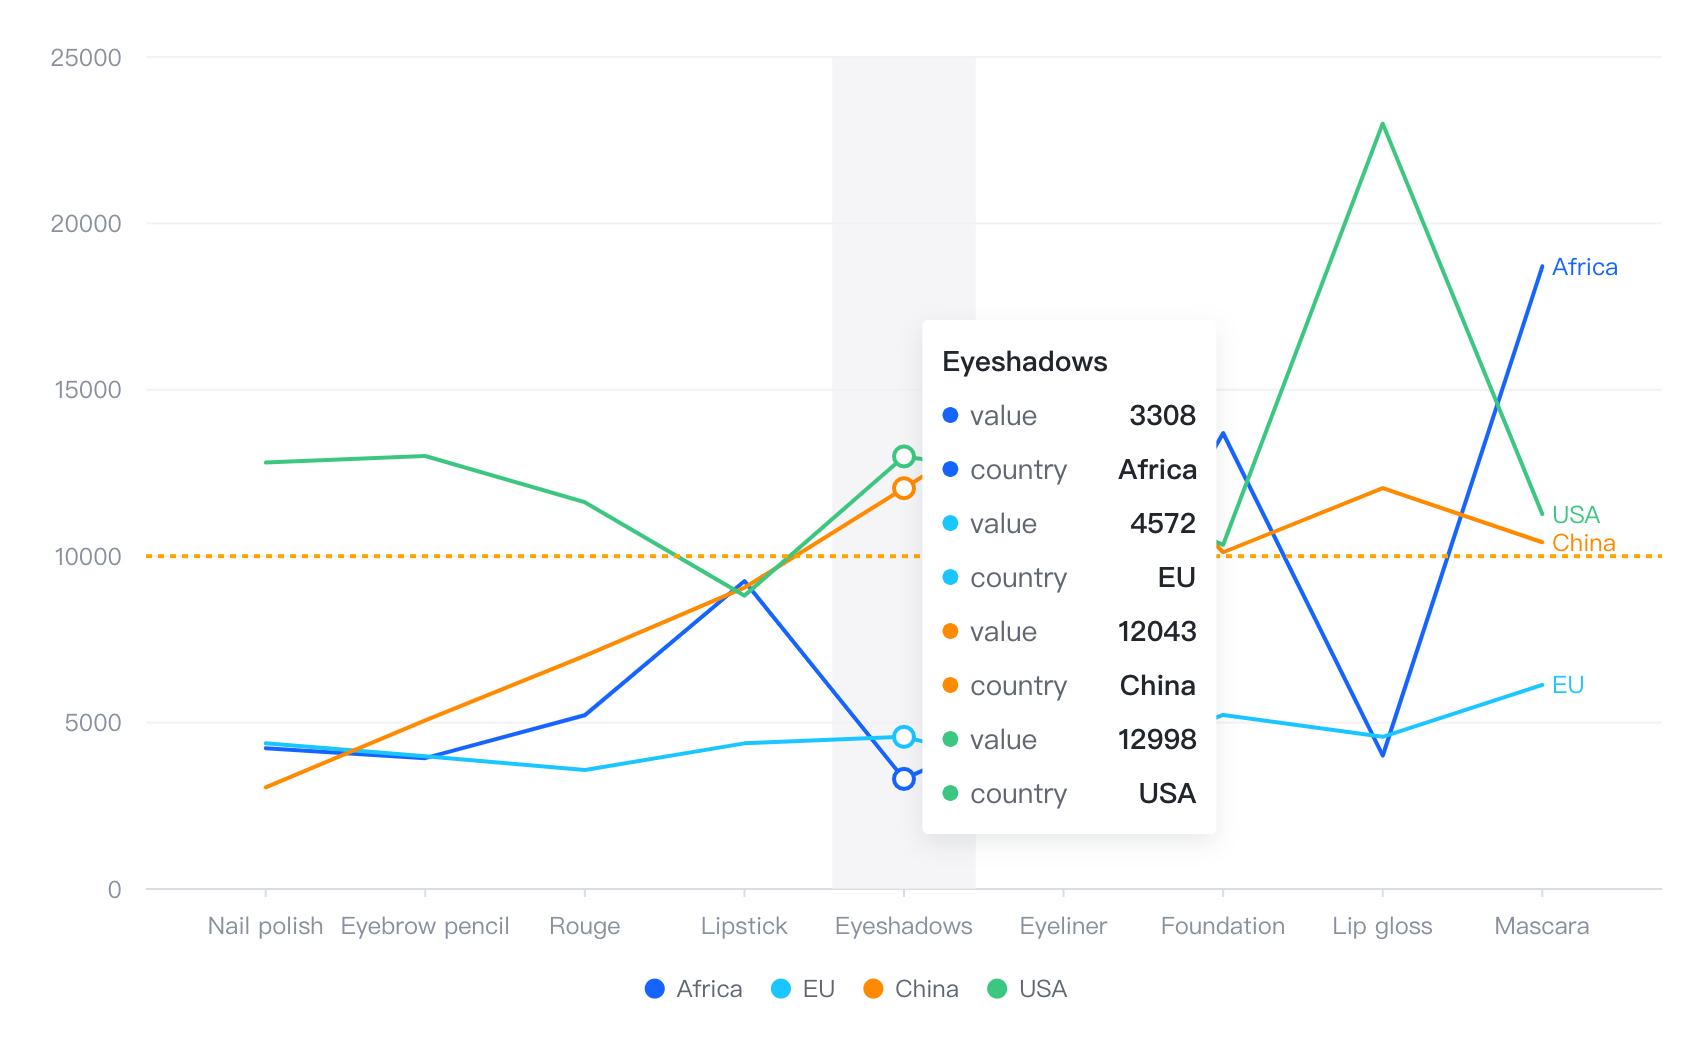 25000
20000
15000
10000
5000
0
Africa
USA
China
EU
Eyeshadows
value 3308
country Africa
value 4572
country EU
value 12043
country China
value 12998
country USA
Nail polish Eyebrow pencil Rouge Lipstick Eyeshadows Eyeliner Foundation Lip gloss Mascara
Africa EU China USA